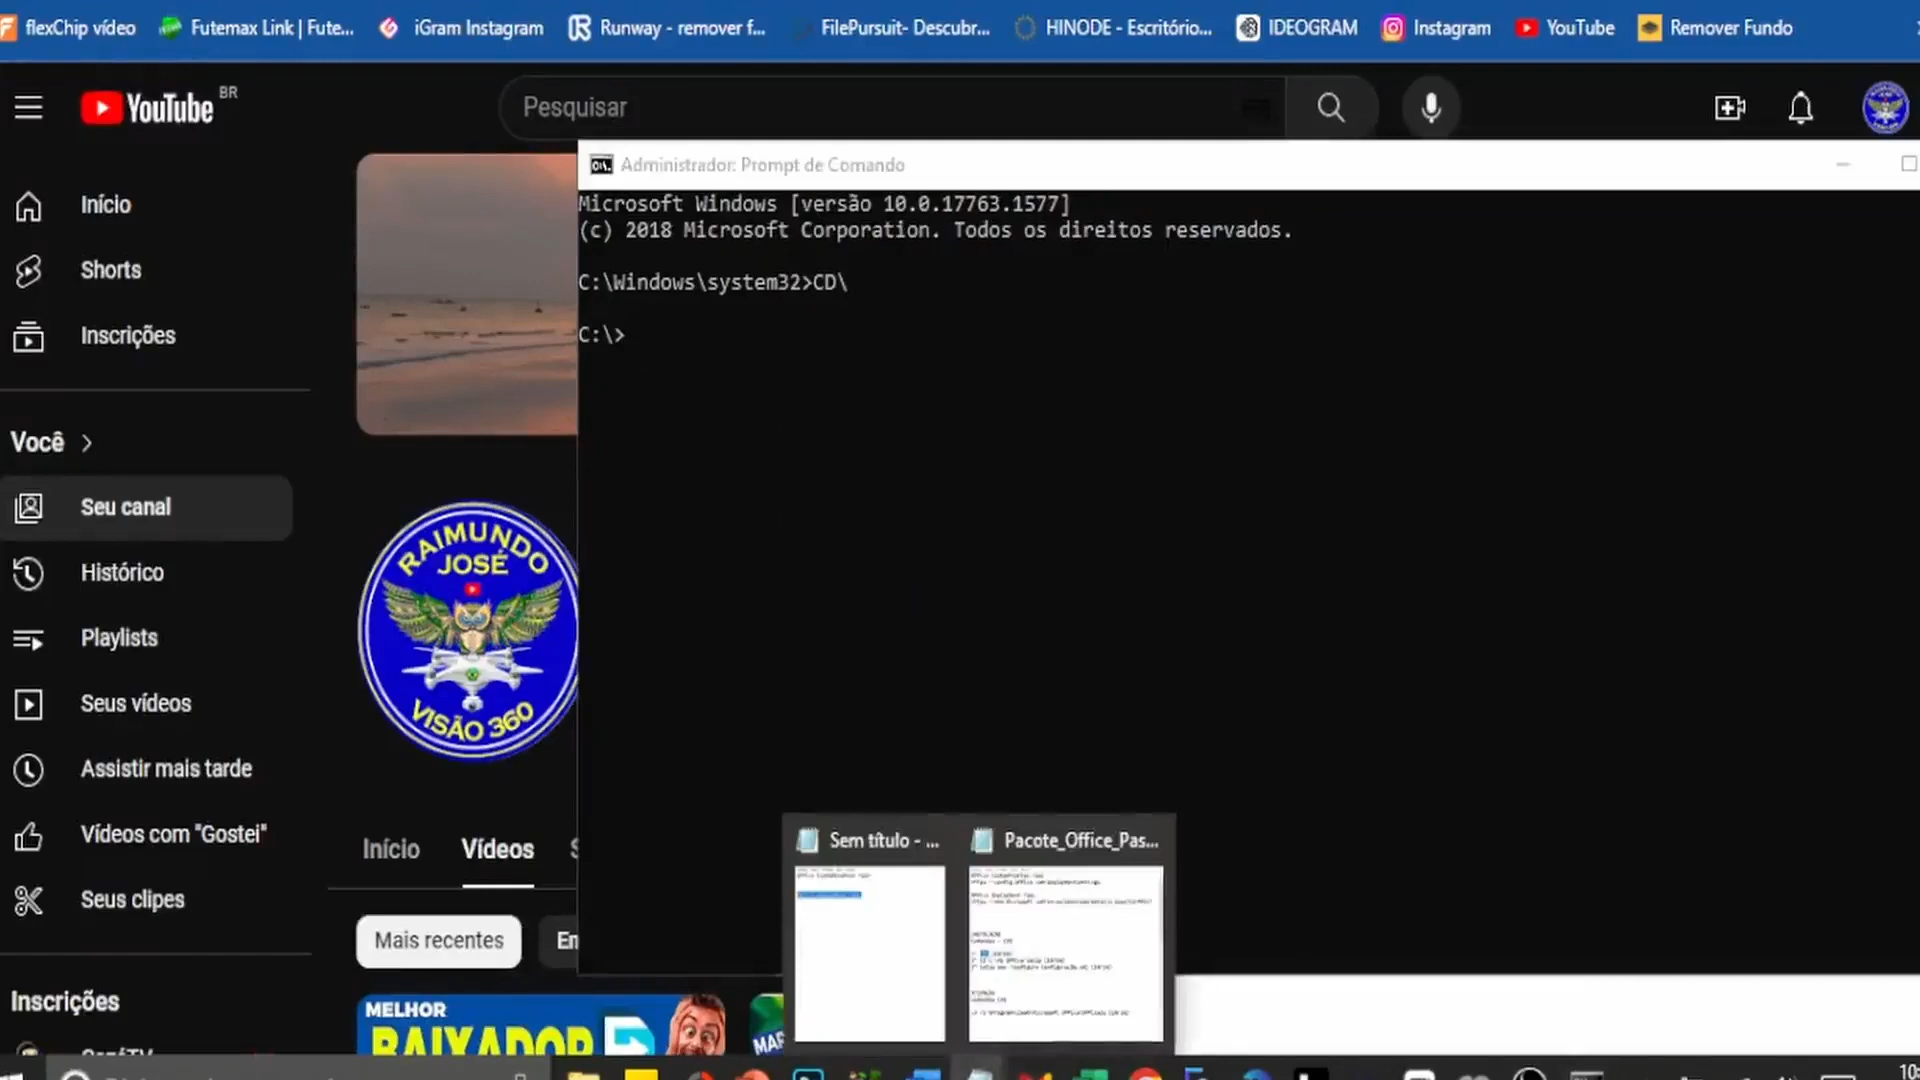 flexChip vídeo
Futemax Link | Fute...
iGram Instagram
Runway - remover f...
FilePursuit- Descubr...
HINODE - Escritório...
IDEOGRAM
Instagram
YouTube
Remover Fundo
YouTube BR
Pesquisar
Administrador: Prompt de Comando
Microsoft Windows [versão 10.0.17763.1577]
(c) 2018 Microsoft Corporation. Todos os direitos reservados.
C:\Windows\system32>CD\
C:\>
Início
Shorts
Inscrições
Você
Seu canal
Histórico
Playlists
Seus vídeos
Assistir mais tarde
Vídeos com "Gostei"
Seus clipes
Inscrições
RAIMUNDO
JOSÉ
VISÃO 360
Início
Vídeos
Mais recentes
En
MELHOR
BAIXADOR
Sem título - ...
Pacote_Office_Pas...